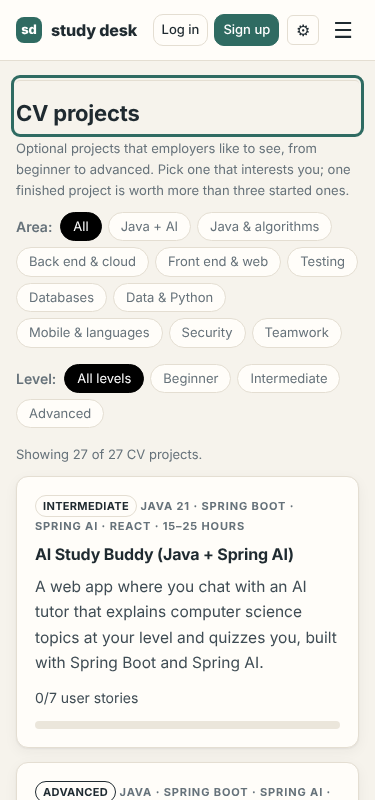 sd study desk Log in Sign up
CV projects
Optional projects that employers like to see, from
beginner to advanced. Pick one that interests you; one
finished project is worth more than three started ones.
Area: All Java + AI Java & algorithms
Back end & cloud Front end & web Testing
Databases Data & Python
Mobile & languages Security Teamwork
Level: All levels Beginner Intermediate
Advanced
Showing 27 of 27 CV projects.
INTERMEDIATE JAVA 21 · SPRING BOOT ·
SPRING AI · REACT · 15–25 HOURS
AI Study Buddy (Java + Spring AI)
A web app where you chat with an AI
tutor that explains computer science
topics at your level and quizzes you, built
with Spring Boot and Spring AI.
0/7 user stories
ADVANCED JAVA · SPRING BOOT · SPRING AI ·